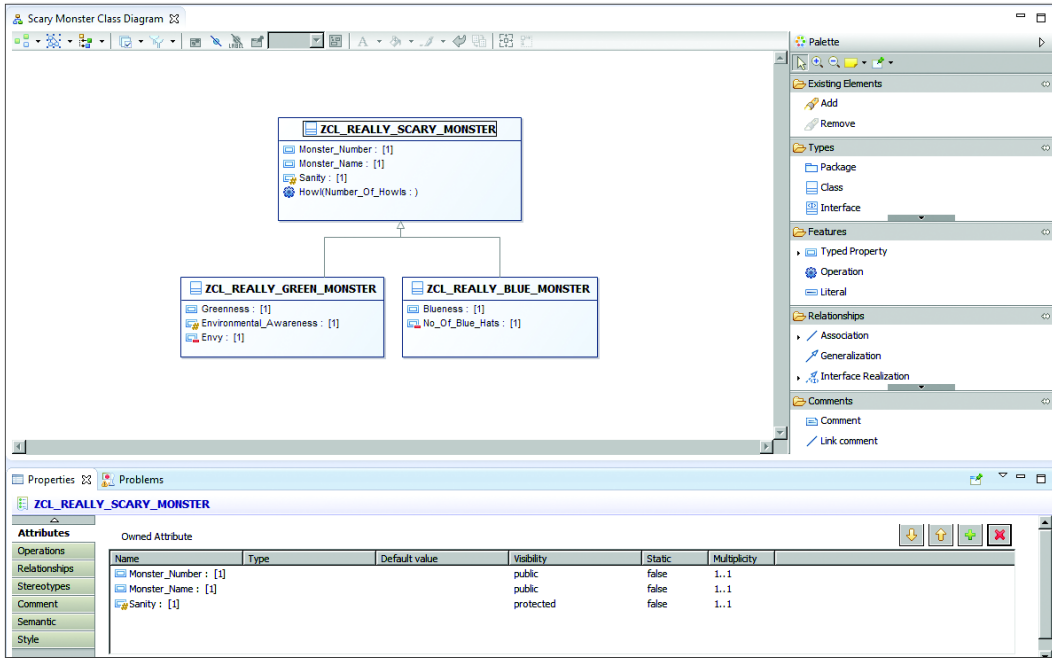 Scary Monster Class Diagram
A
Palette
Existing Elements
Add
Remove
Types
Package
Class
Interface
Features
Typed Property
Operation
Literal
Relationships
Association
Generalization
Interface Realization
Comments
Comment
Link comment
ZCL_REALLY_SCARY_MONSTER
Monster_Number : [1]
Monster_Name : [1]
Sanity : [1]
Howl(Number_Of_Howls : )
ZCL_REALLY_GREEN_MONSTER
Greenness : [1]
Environmental_Awareness : [1]
Envy : [1]
ZCL_REALLY_BLUE_MONSTER
Blueness : [1]
No_Of_Blue_Hats : [1]
Properties Problems
ZCL_REALLY_SCARY_MONSTER
Attributes
Operations
Relationships
Stereotypes
Comment
Semantic
Style
Owned Attribute
Name Type Default value Visibility Static Multiplicity
Monster_Number : [1] public false 1..1
Monster_Name : [1] public false 1..1
Sanity : [1] protected false 1..1